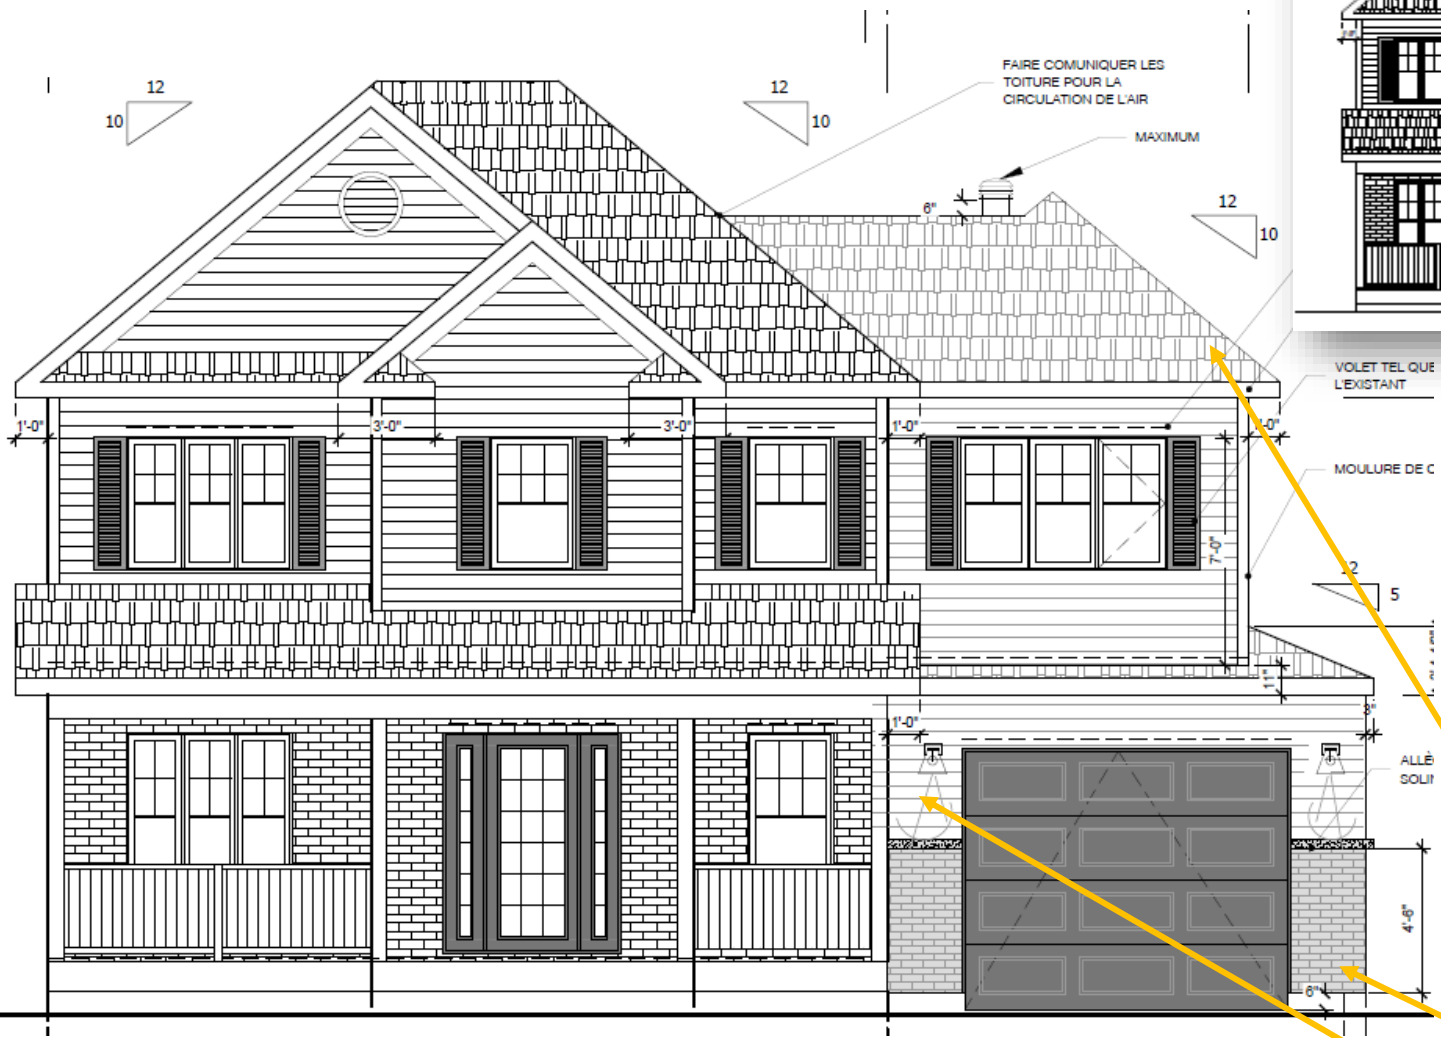 12
10
12
10
FAIRE COMUNIQUER LES
TOITURE POUR LA
CIRCULATION DE L'AIR
MAXIMUM
6"
12
10
VOLET TEL QUE
L'EXISTANT
1'-0"
3'-0"
3'-0"
1'-0"
MOULURE DE
7'-0"
12
5
11"
3"
1'-0"
4'-6"
6"